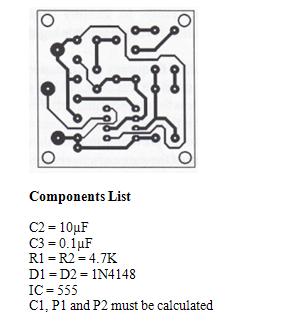 Components List
C2 = 10µF
C3 = 0.1µF
R1 = R2 = 4.7K
D1 = D2 = 1N4148
IC = 555
C1, P1 and P2 must be calculated